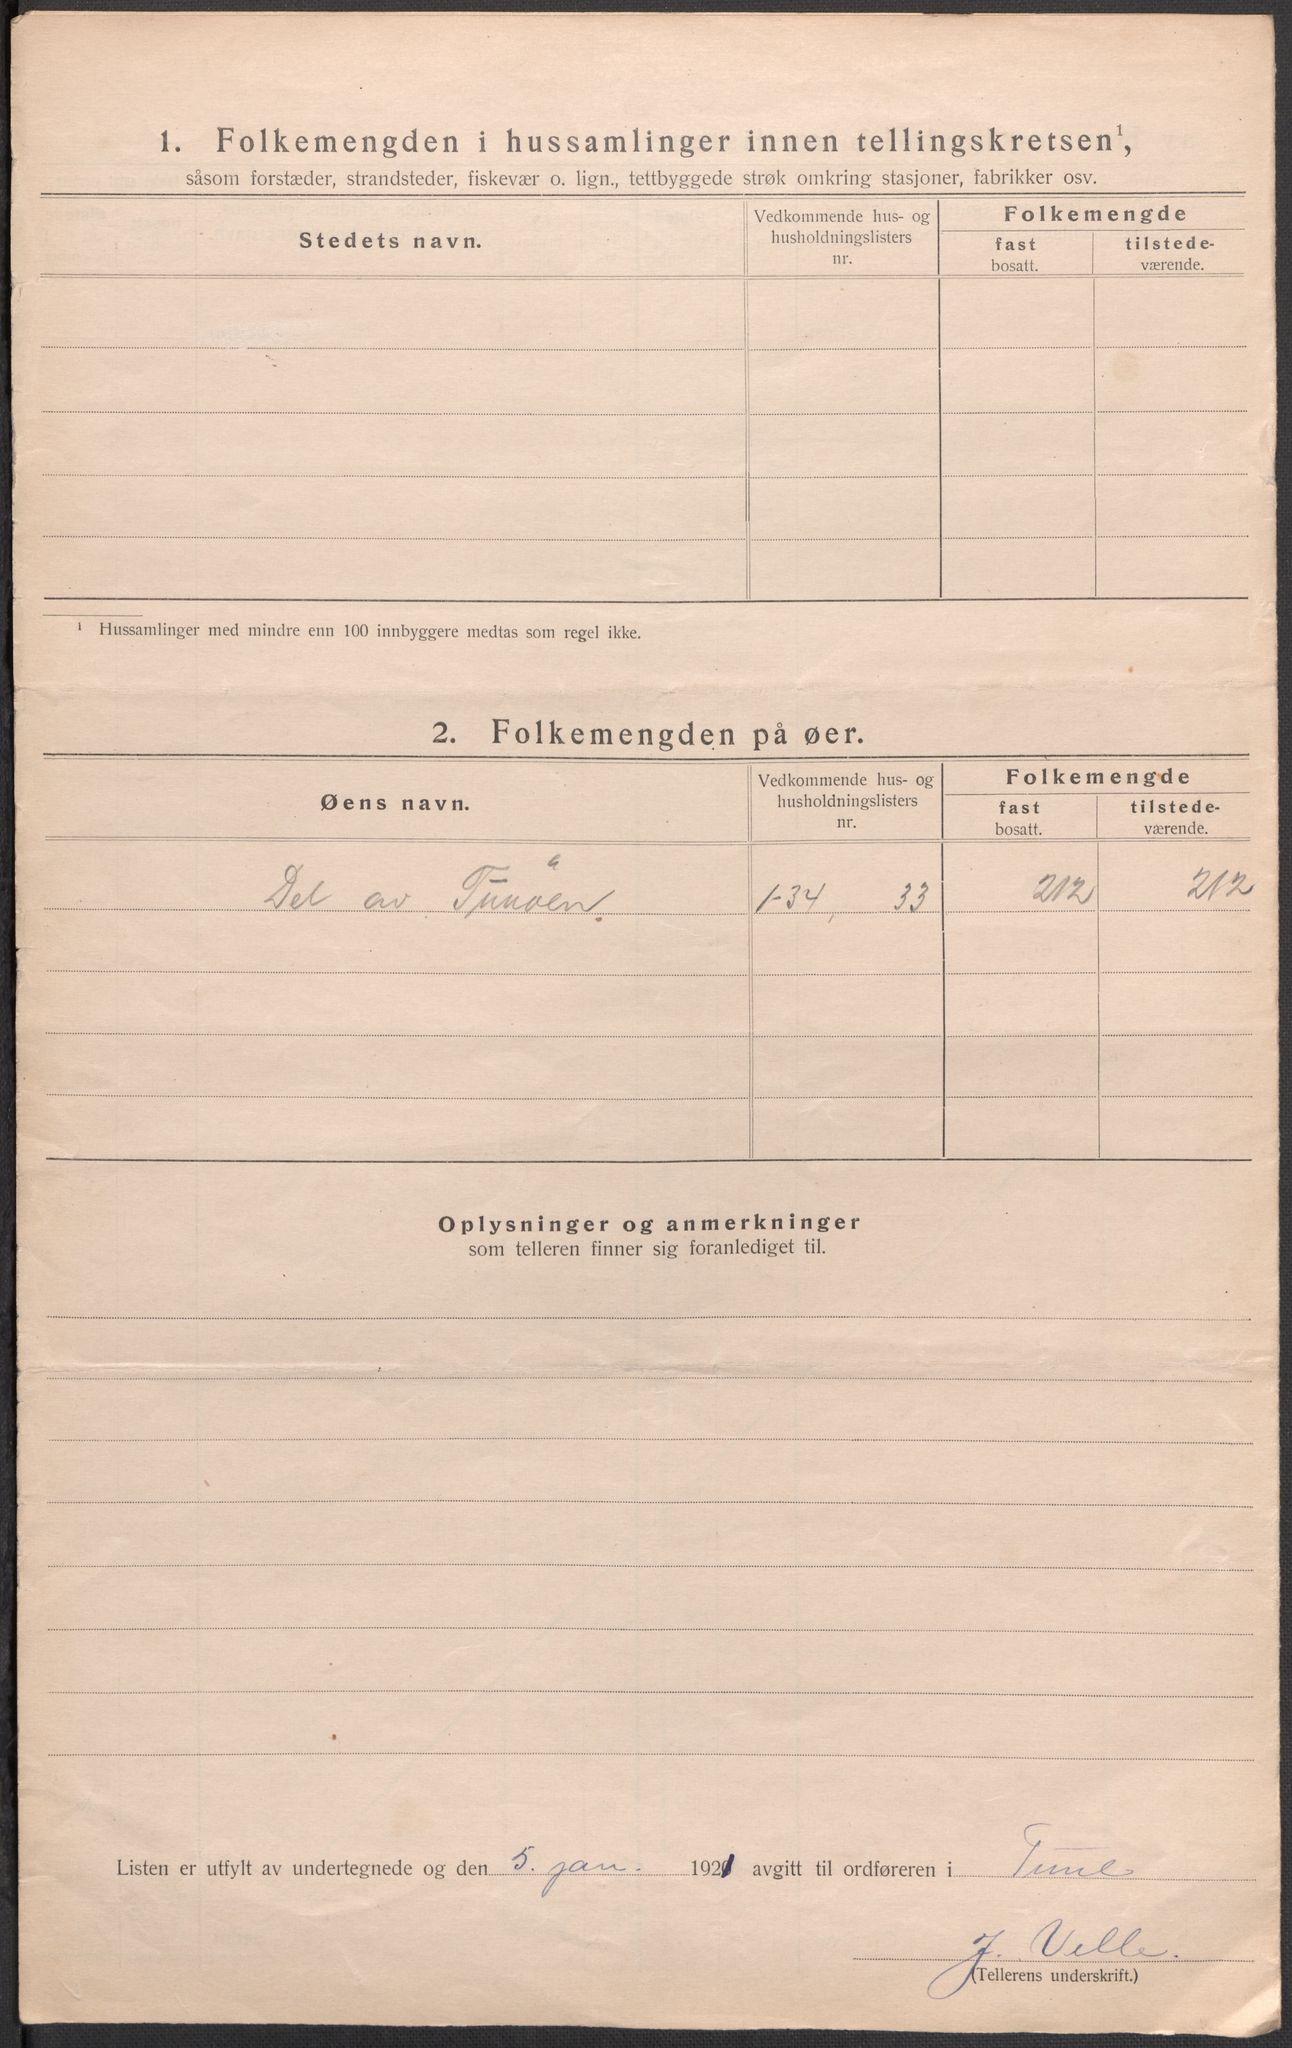 1. Folkemengden i hussamlinger innen tellingskretsen¹,
såsom forstæder, strandsteder, fiskevær o. lign., tettbyggede strøk omkring stasjoner, fabrikker osv.
Stedets navn.
Vedkommende hus- og
husholdningslisters
nr.
Folkemengde
fast
bosatt.
tilstede-
værende.
¹ Hussamlinger med mindre enn 100 innbyggere medtas som regel ikke.
2. Folkemengden på øer.
Øens navn.
Vedkommende hus- og
husholdningslisters
nr.
Folkemengde
fast
bosatt.
tilstede-
værende.
Del av Tunøen. 1-34, 33 212 212
Oplysninger og anmerkninger
som telleren finner sig foranlediget til.
Listen er utfylt av undertegnede og den 5. jan. 1921 avgitt til ordføreren i Tune
J. Velle.
(Tellerens underskrift.)